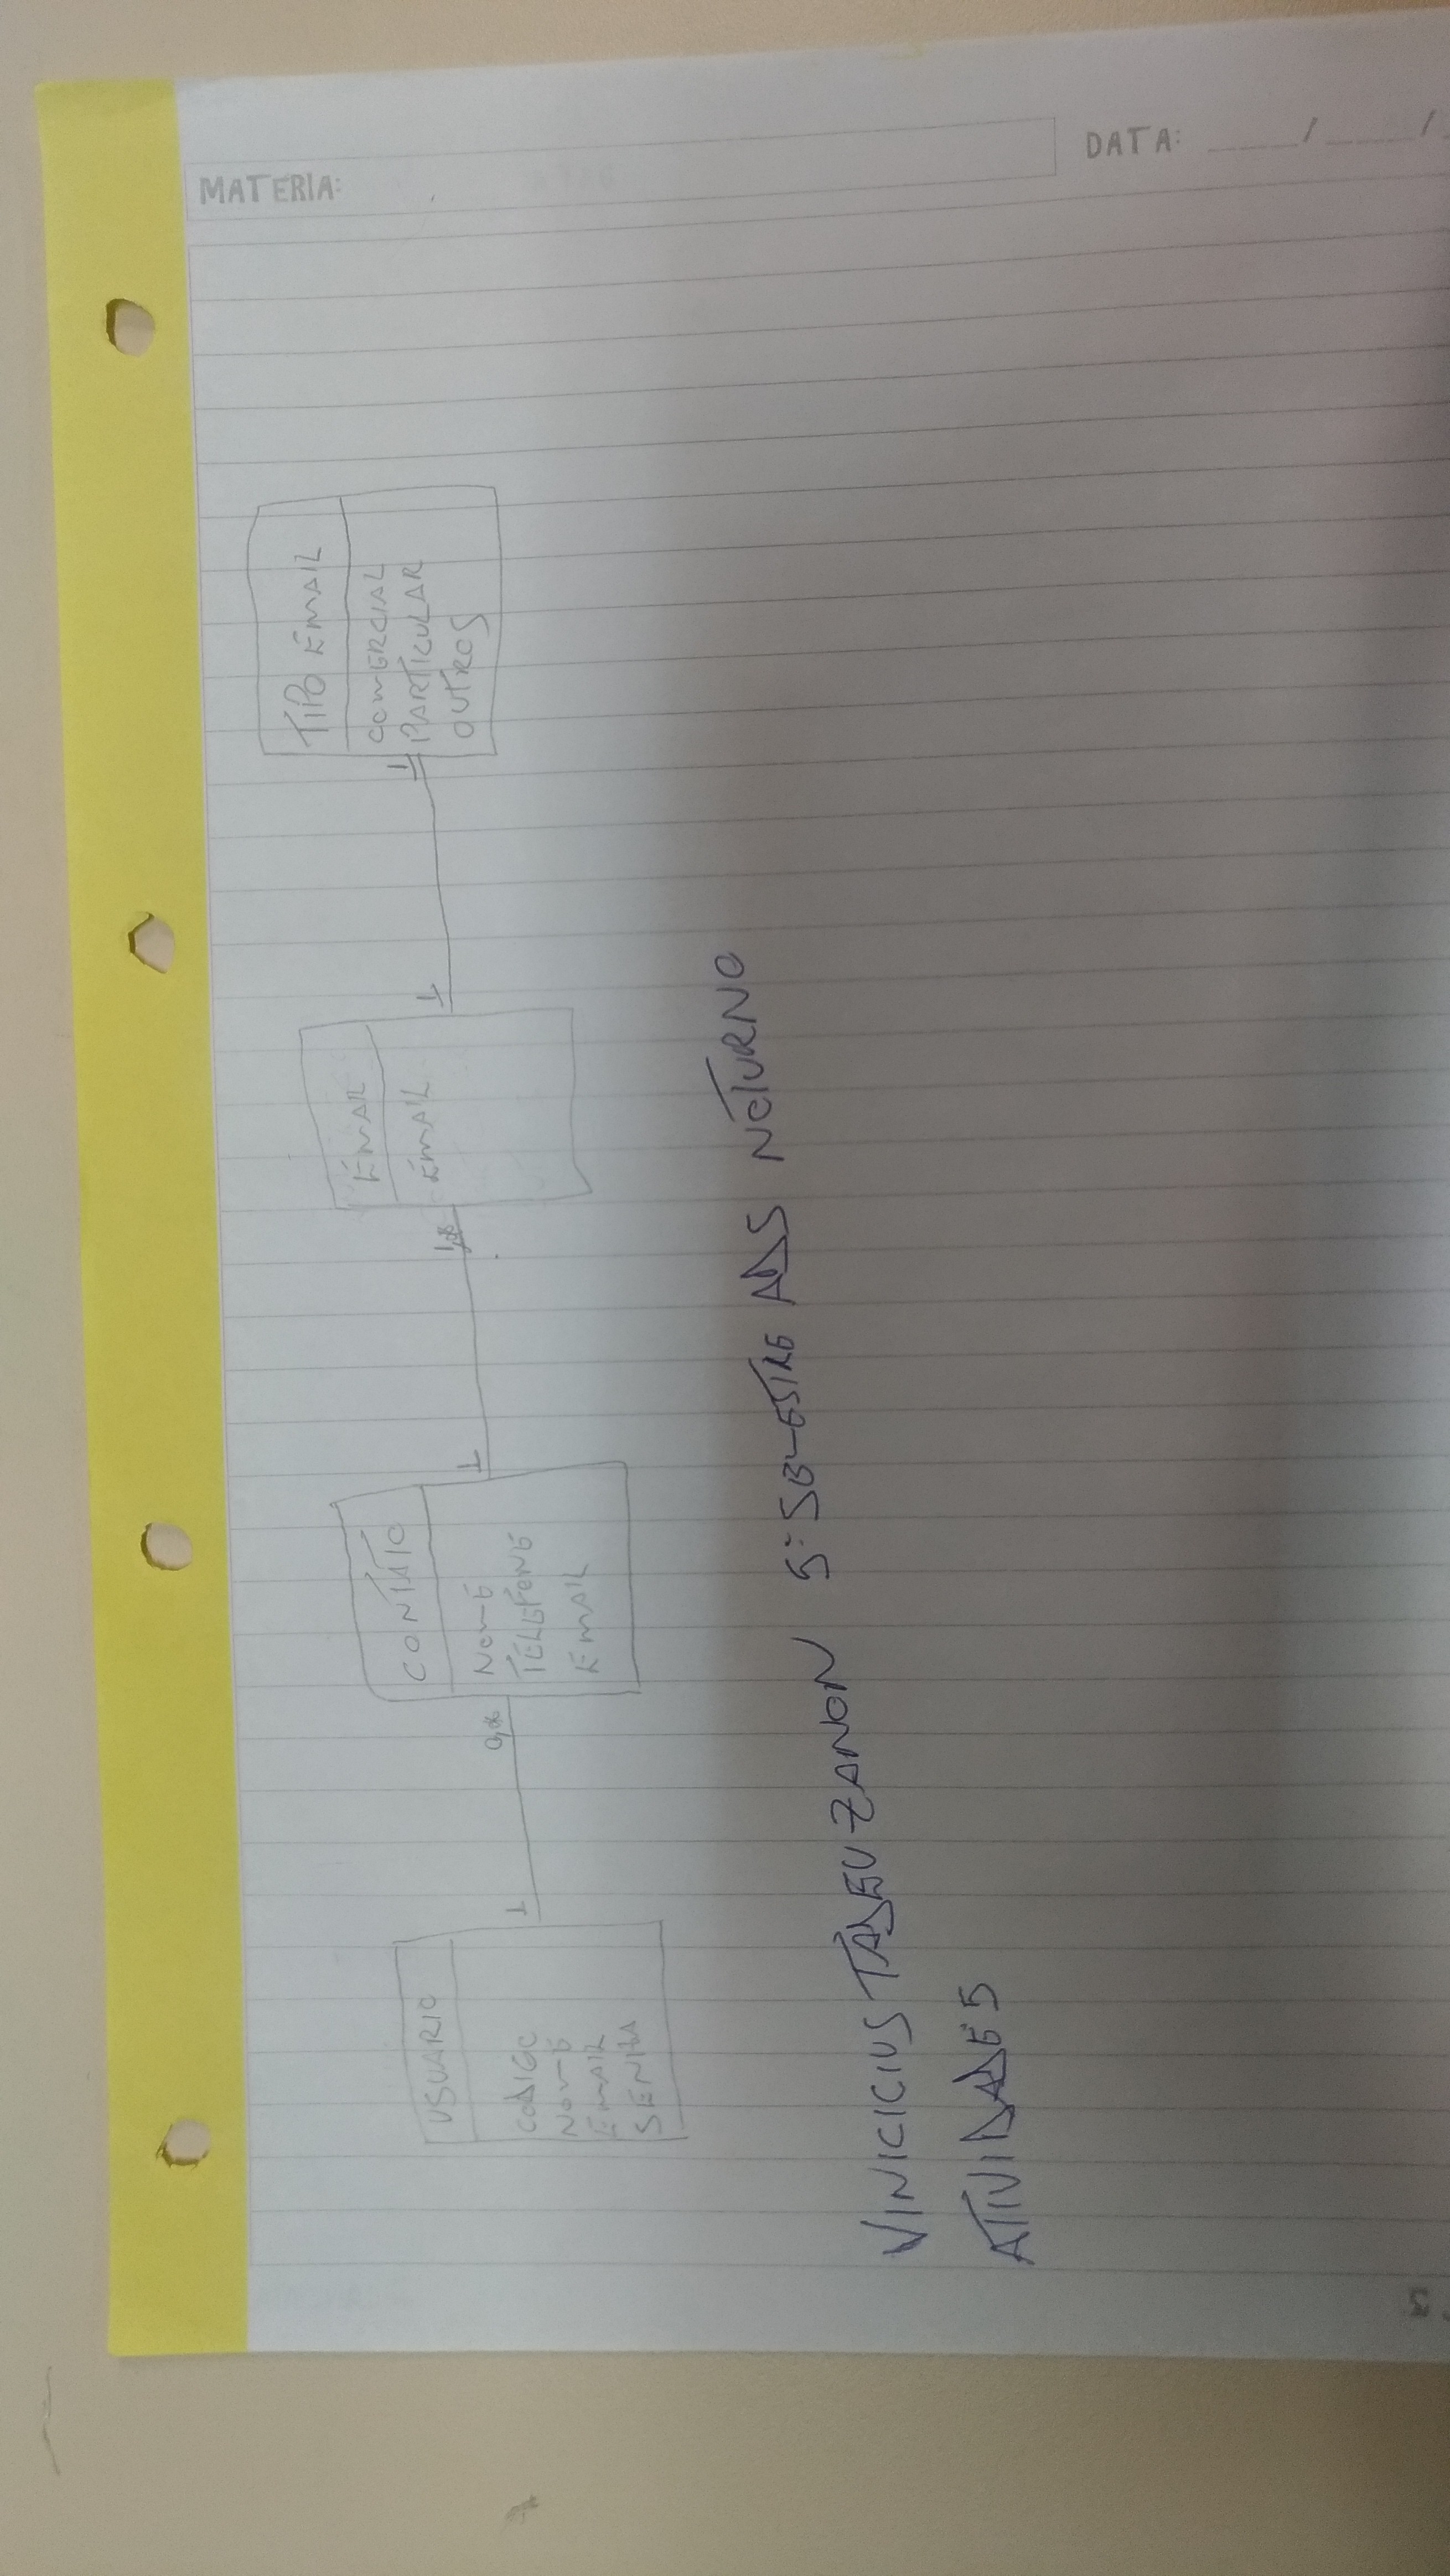 MATERIA:
DATA: ____/____/
USUARIO
CODIGO
NOME
EMAIL
SENHA
1
0,∞
CONTATO
NOME
TELEFONE
EMAIL
1
1,∞
EMAIL
EMAIL
1
1
TIPO EMAIL
COMERCIAL
PARTICULAR
OUTROS
VINICIUS TADEU ZANON 5º SEMESTRE ADS NOTURNO
ATIVIDADE 5